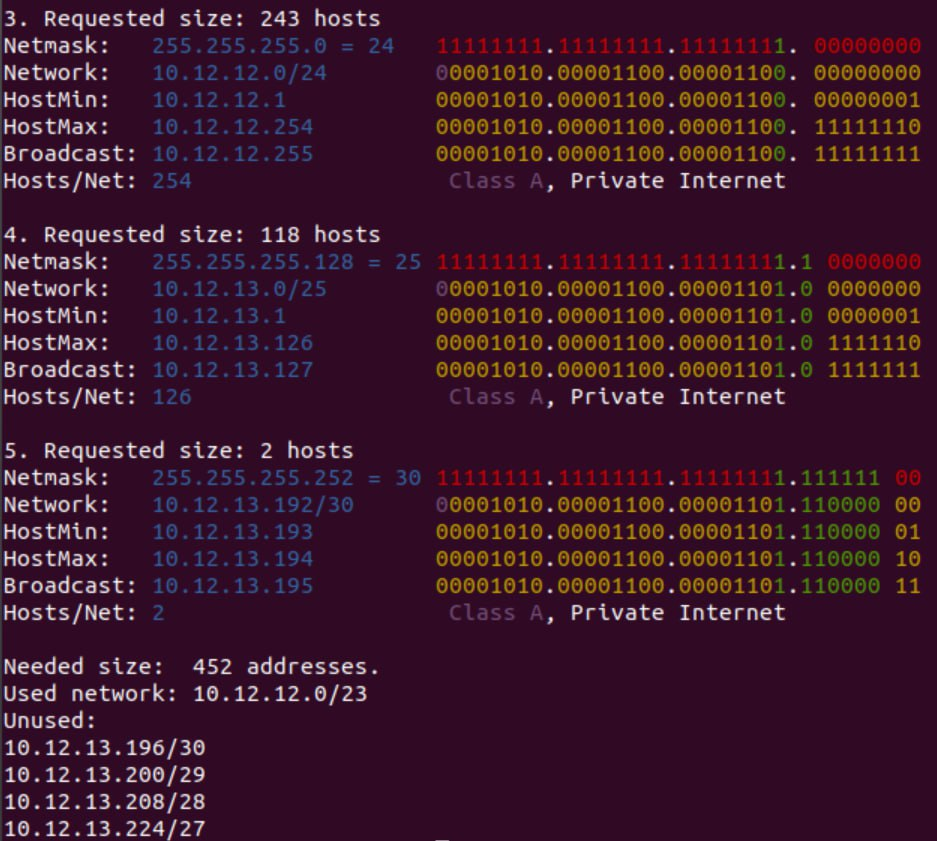 3. Requested size: 243 hosts
Netmask:   255.255.255.0 = 24   11111111.11111111.11111111. 00000000
Network:   10.12.12.0/24        00001010.00001100.00001100. 00000000
HostMin:   10.12.12.1           00001010.00001100.00001100. 00000001
HostMax:   10.12.12.254         00001010.00001100.00001100. 11111110
Broadcast: 10.12.12.255         00001010.00001100.00001100. 11111111
Hosts/Net: 254                   Class A, Private Internet

4. Requested size: 118 hosts
Netmask:   255.255.255.128 = 25 11111111.11111111.11111111.1 0000000
Network:   10.12.13.0/25        00001010.00001100.00001101.0 0000000
HostMin:   10.12.13.1           00001010.00001100.00001101.0 0000001
HostMax:   10.12.13.126         00001010.00001100.00001101.0 1111110
Broadcast: 10.12.13.127         00001010.00001100.00001101.0 1111111
Hosts/Net: 126                   Class A, Private Internet

5. Requested size: 2 hosts
Netmask:   255.255.255.252 = 30 11111111.11111111.11111111.111111 00
Network:   10.12.13.192/30      00001010.00001100.00001101.110000 00
HostMin:   10.12.13.193         00001010.00001100.00001101.110000 01
HostMax:   10.12.13.194         00001010.00001100.00001101.110000 10
Broadcast: 10.12.13.195         00001010.00001100.00001101.110000 11
Hosts/Net: 2                     Class A, Private Internet

Needed size:  452 addresses.
Used network: 10.12.12.0/23
Unused:
10.12.13.196/30
10.12.13.200/29
10.12.13.208/28
10.12.13.224/27